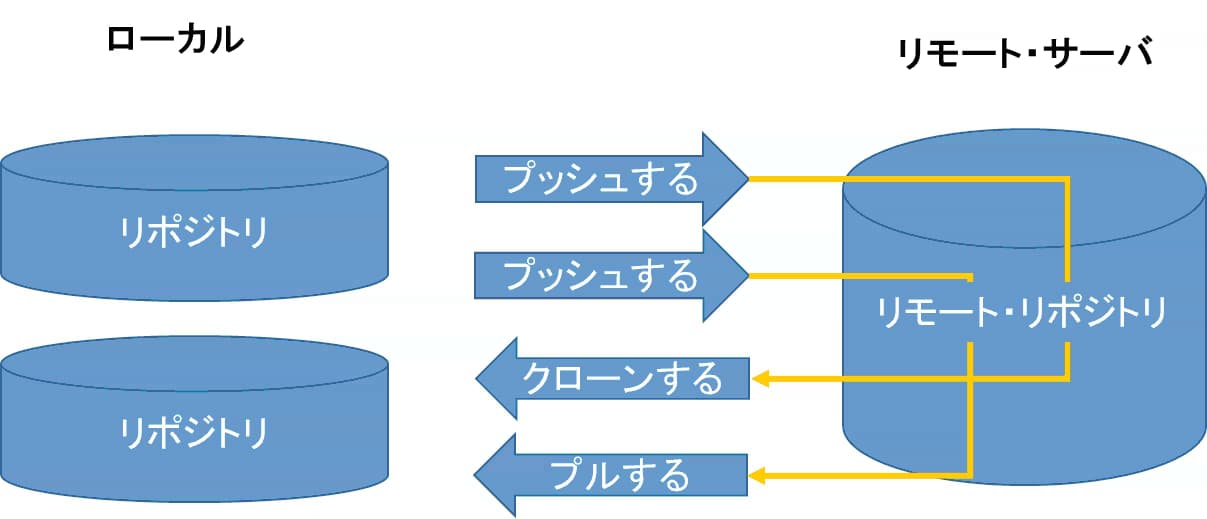 ローカル
リモート・サーバ
リポジトリ
プッシュする
プッシュする
リモート・リポジトリ
クローンする
リポジトリ
プルする